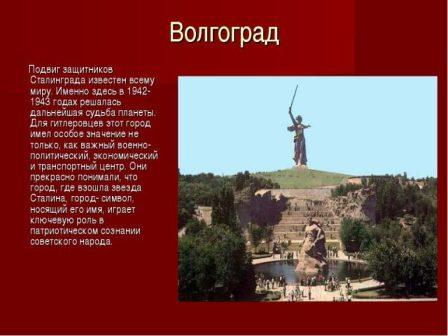 Волгоград
Подвиг защитников
Сталинграда известен всему
миру. Именно здесь в 1942-
1943 годах решалась
дальнейшая судьба планеты.
Для гитлеровцев этот город
имел особое значение не
только, как важный военно-
политический, экономический
и транспортный центр. Они
прекрасно понимали, что
город, где взошла звезда
Сталина, город- символ,
носящий его имя, играет
ключевую роль в
патриотическом сознании
советского народа.